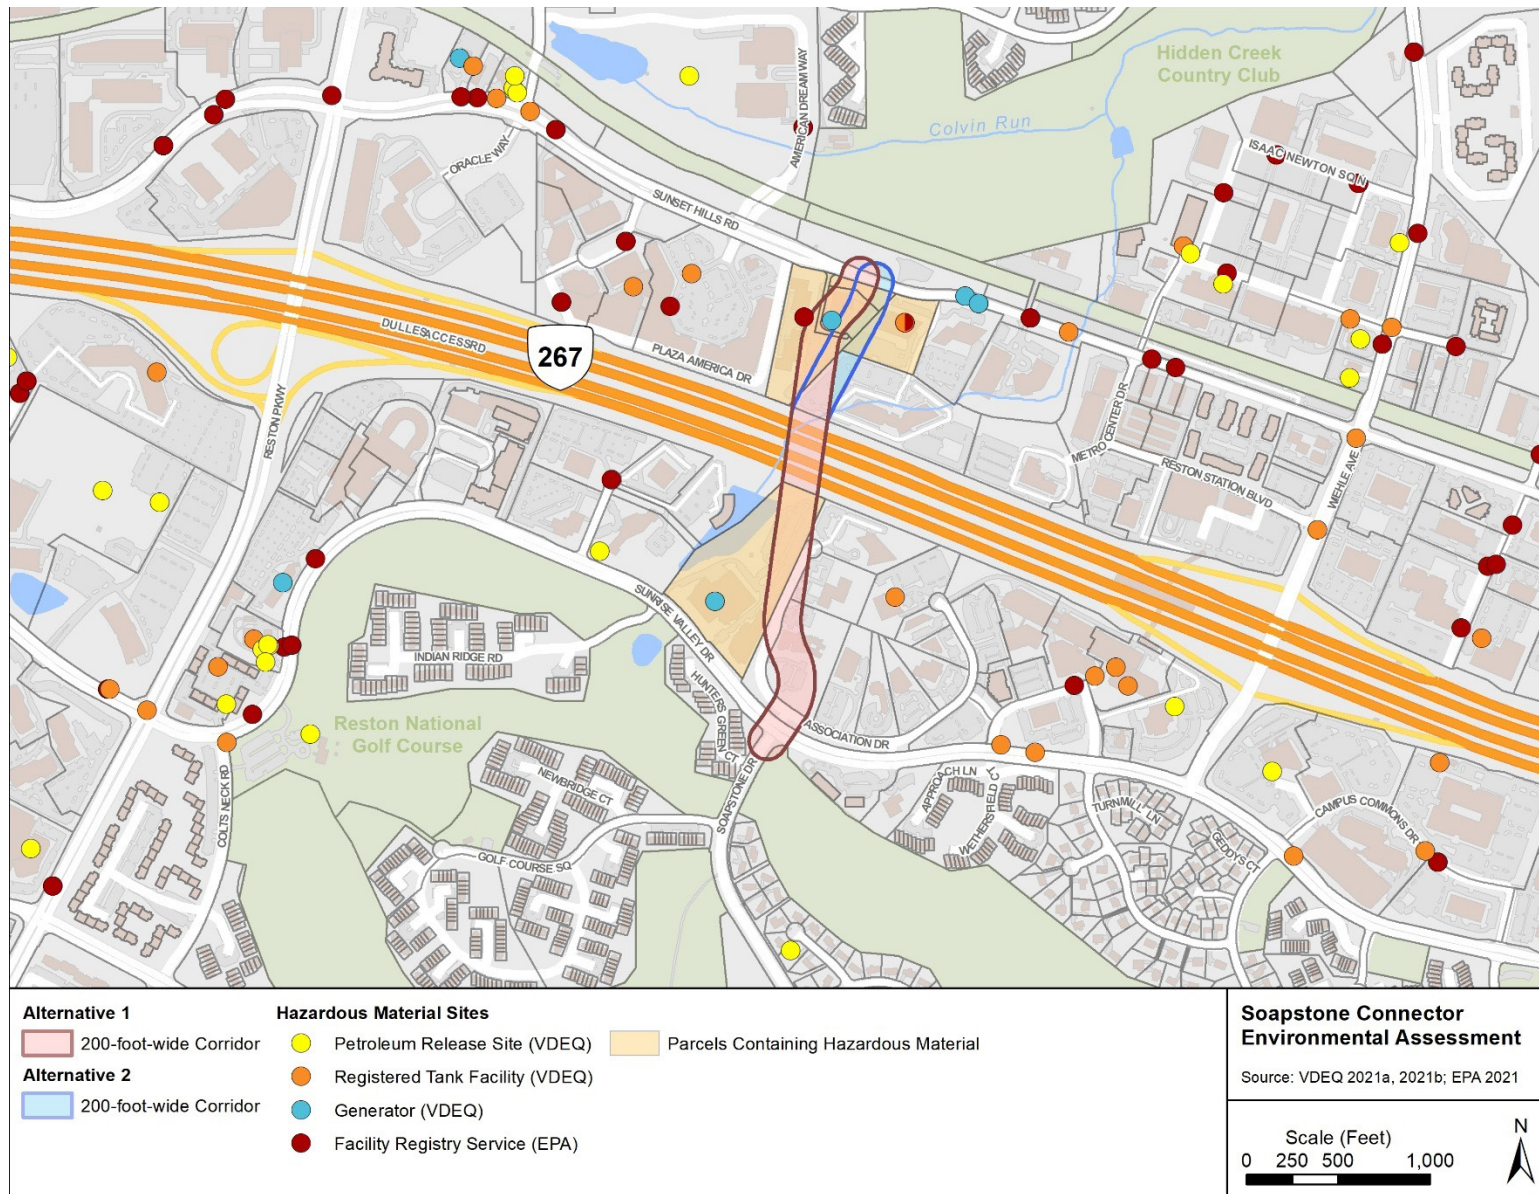 Hidden Creek
Country Club
Colvin Run
AMERICAN DREAM WAY
ISAAC NEWTON SQ N
ORACLE WAY
SUNSET HILLS RD
DULLES ACCESS RD
267
PLAZA AMERICA DR
RESTON PKWY
METRO CENTER DR
RESTON STATION BLVD
WIEHLE AVE
SUNRISE VALLEY DR
INDIAN RIDGE RD
HUNTERS GREEN CT
Reston National
Golf Course
ASSOCIATION DR
SOAPSTONE DR
COLTS NECK RD
NEWBRIDGE CT
APPROACH LN
WETHERSFIELD CT
TURNMILL LN
GEDDYS CT
CAMPUS COMMONS DR
GOLF COURSE SQ
Alternative 1
200-foot-wide Corridor
Alternative 2
200-foot-wide Corridor
Hazardous Material Sites
Petroleum Release Site (VDEQ)
Registered Tank Facility (VDEQ)
Generator (VDEQ)
Facility Registry Service (EPA)
Parcels Containing Hazardous Material
Soapstone Connector
Environmental Assessment
Source: VDEQ 2021a, 2021b; EPA 2021
Scale (Feet)
0 250 500 1,000
N